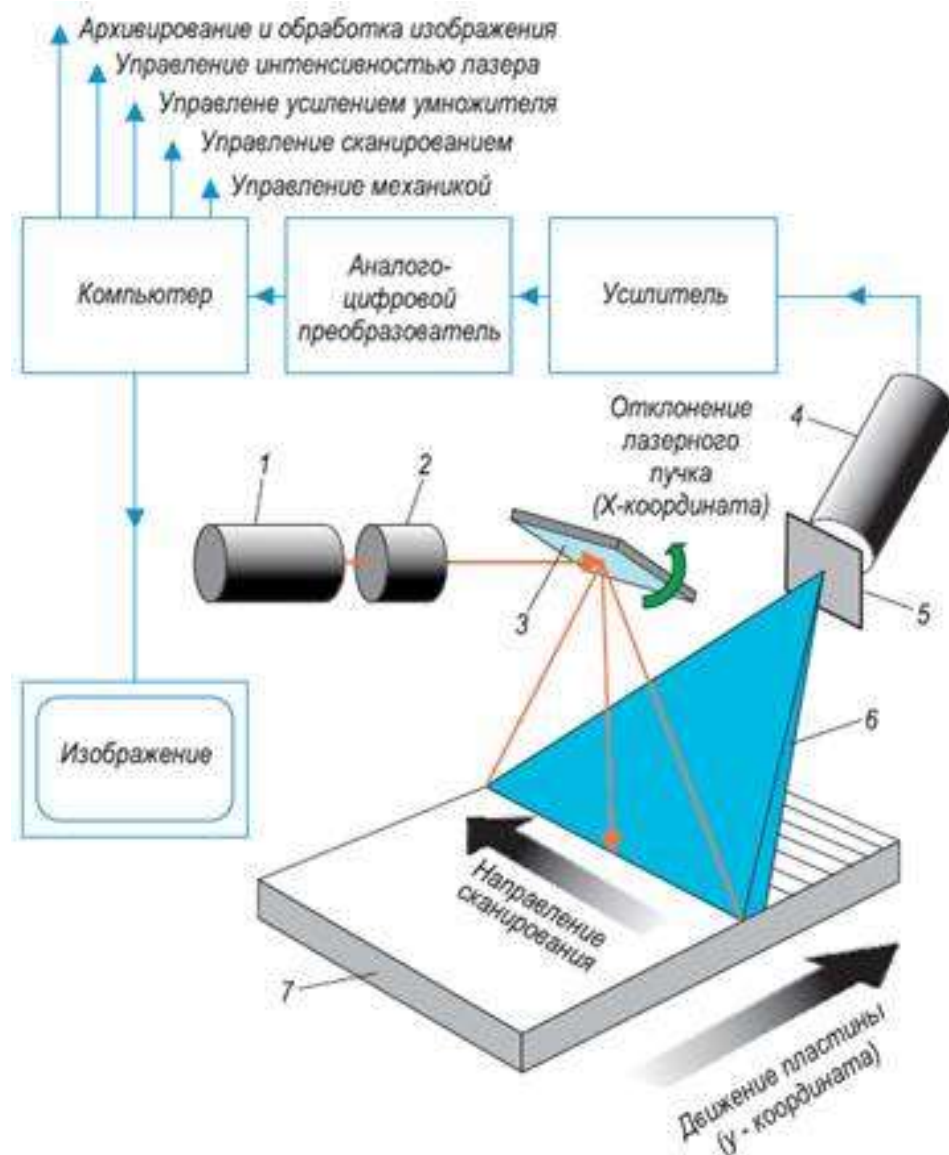 Архивирование и обработка изображения
Управление интенсивностью лазера
Управлене усилением умножителя
Управление сканированием
Управление механикой
Компьютер
Аналого-
цифровой
преобразователь
Усилитель
Отклонение
лазерного
пучка
(X-координата)
4
1
2
3
5
6
Изображение
Направление
сканирования
7
Движение пластины
(y - координата)